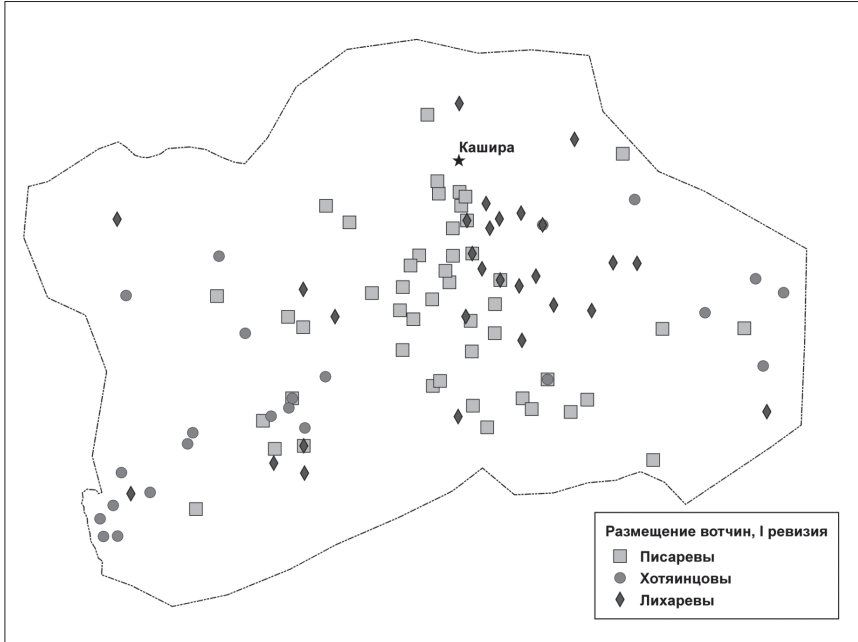 Кашира
Размещение вотчин, I ревизия
Писаревы
Хотяинцовы
Лихаревы